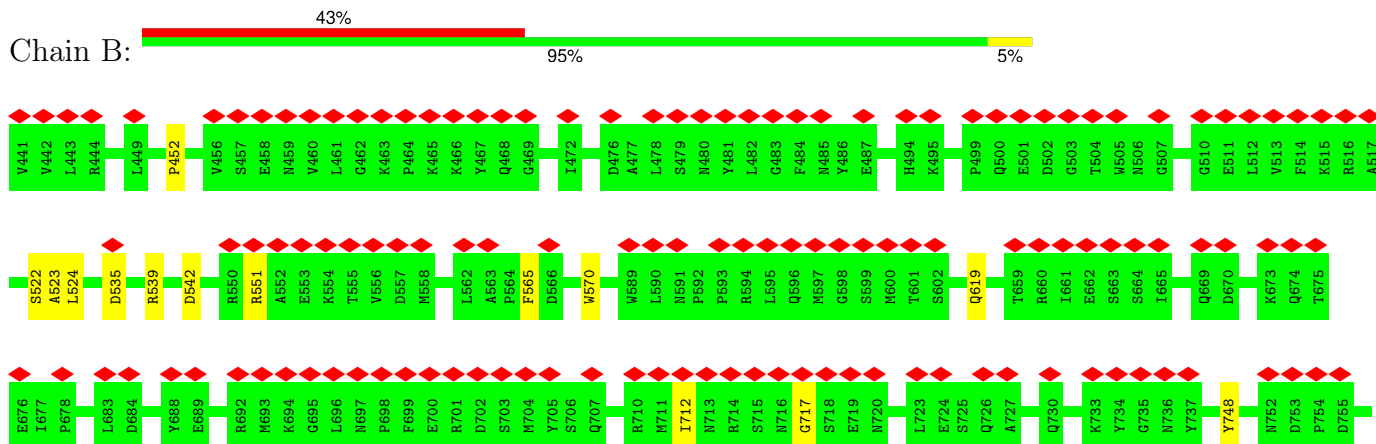 43%
Chain B:
95% 5%
V441 V442 L443 R444 L449 P452 V456 S457 E458 N459 V460 L461 G462 K463 P464 K465 K466 Y467 Q468 G469 I472 D476 A477 L478 S479 N480 Y481 L482 G483 F484 N485 Y486 E487 H494 K495 P499 Q500 E501 D502 G503 T504 W505 N506 G507 G510 E511 L512 V513 F514 K515 R516 A517
S522 A523 L524 D535 R539 D542 R550 R551 A552 E553 K554 T555 V556 D557 M558 L562 A563 P564 F565 D566 W570 W589 L590 N591 P592 P593 R594 L595 Q596 M597 G598 S599 M600 T601 S602 Q619 T659 R660 I661 E662 S663 S664 I665 Q669 D670 K673 Q674 T675
E676 I677 P678 L683 D684 Y688 E689 R692 M693 K694 G695 L696 N697 P698 F699 E700 R701 D702 S703 M704 Y705 S706 Q707 R710 M711 I712 N713 R714 S715 N716 G717 S718 E719 N720 L723 E724 S725 Q726 A727 Q730 K733 Y734 G735 N736 Y737 Y748 N752 D753 P754 D755